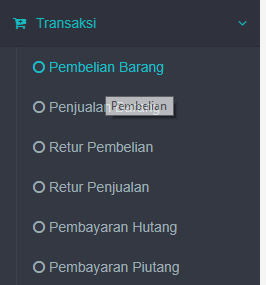 Transaksi
Pembelian Barang
Penjualan
Pembelian
Retur Pembelian
Retur Penjualan
Pembayaran Hutang
Pembayaran Piutang